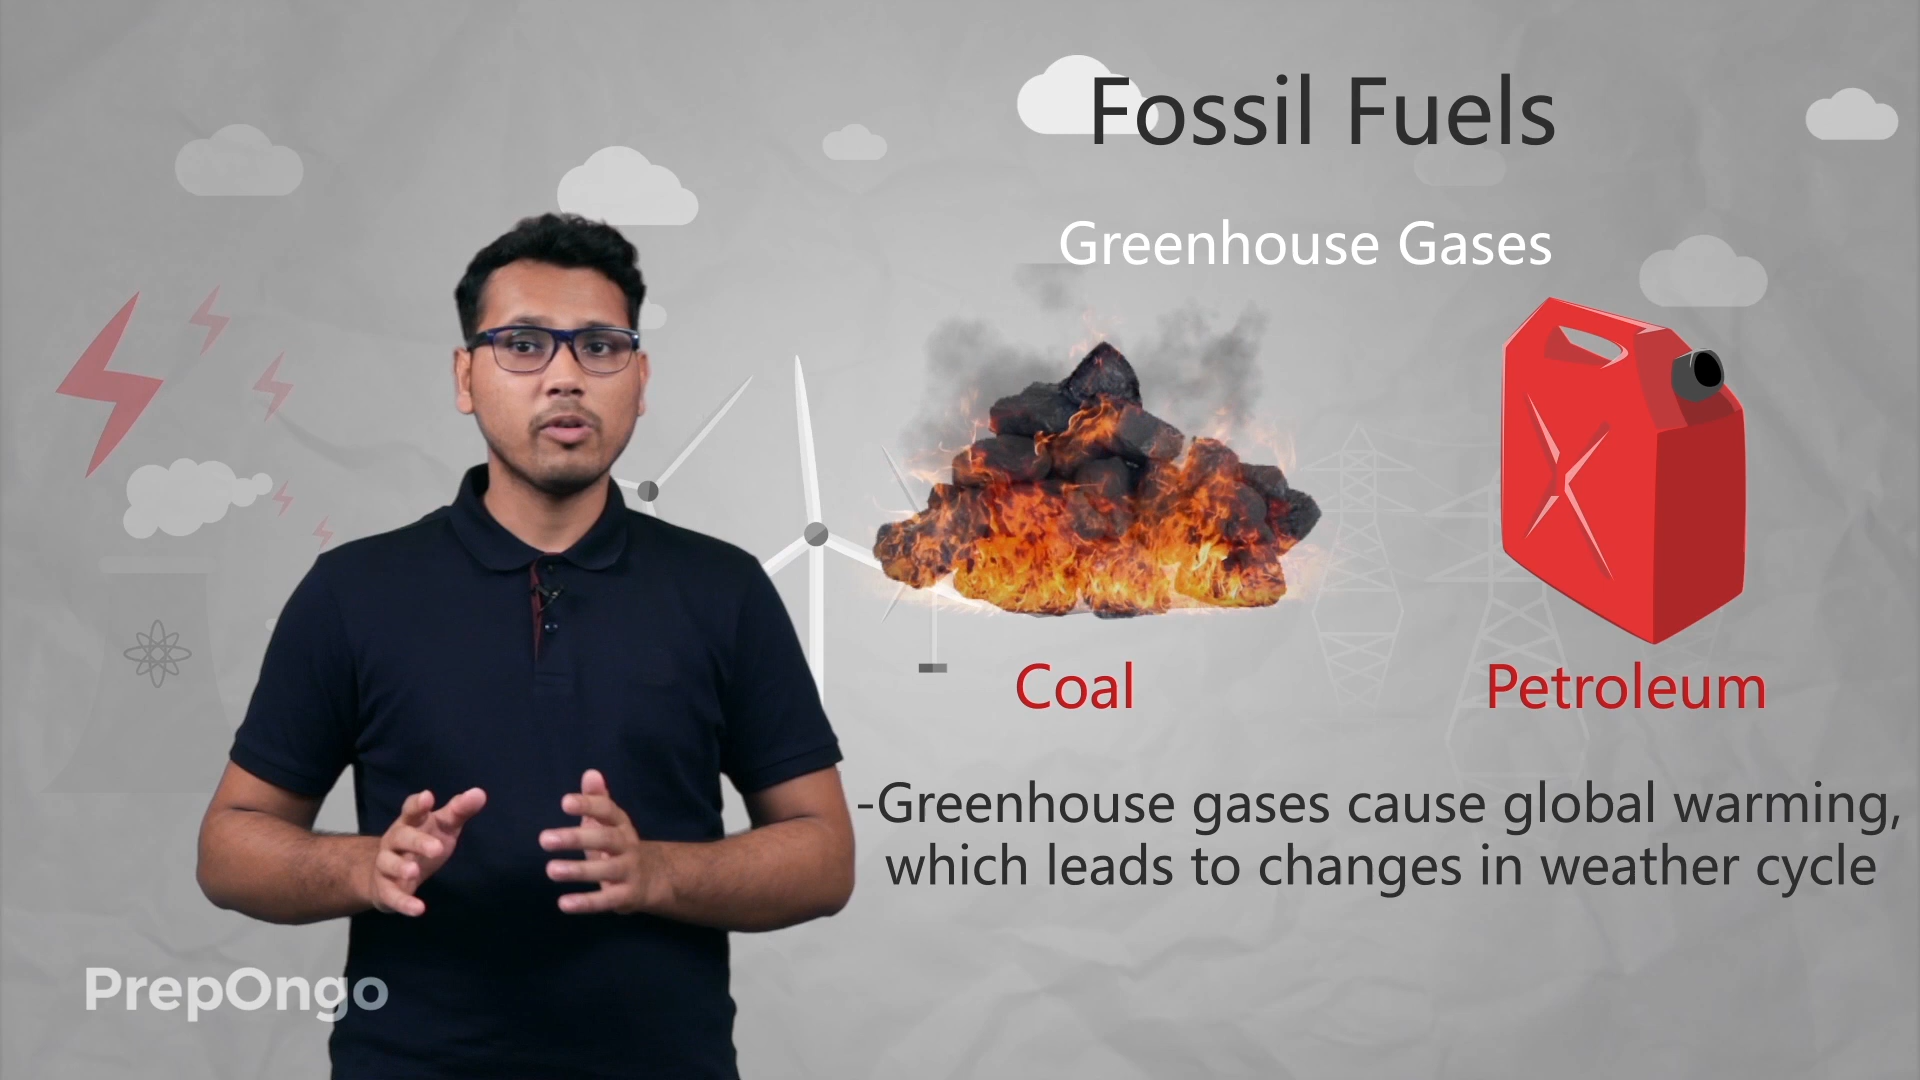 Fossil Fuels
Greenhouse Gases
Coal
Petroleum
-Greenhouse gases cause global warming,
which leads to changes in weather cycle
PrepOngo